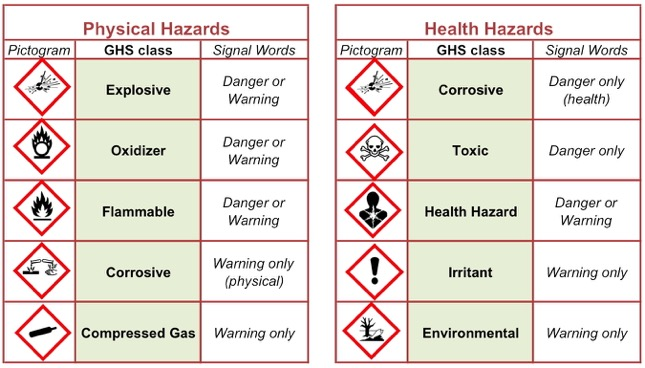 Physical Hazards
Pictogram GHS class Signal Words
Explosive Danger or
Warning
Oxidizer Danger or
Warning
Flammable Danger or
Warning
Corrosive Warning only
(physical)
Compressed Gas Warning only
Health Hazards
Pictogram GHS class Signal Words
Corrosive Danger only
(health)
Toxic Danger only
Health Hazard Danger or
Warning
Irritant Warning only
Environmental Warning only